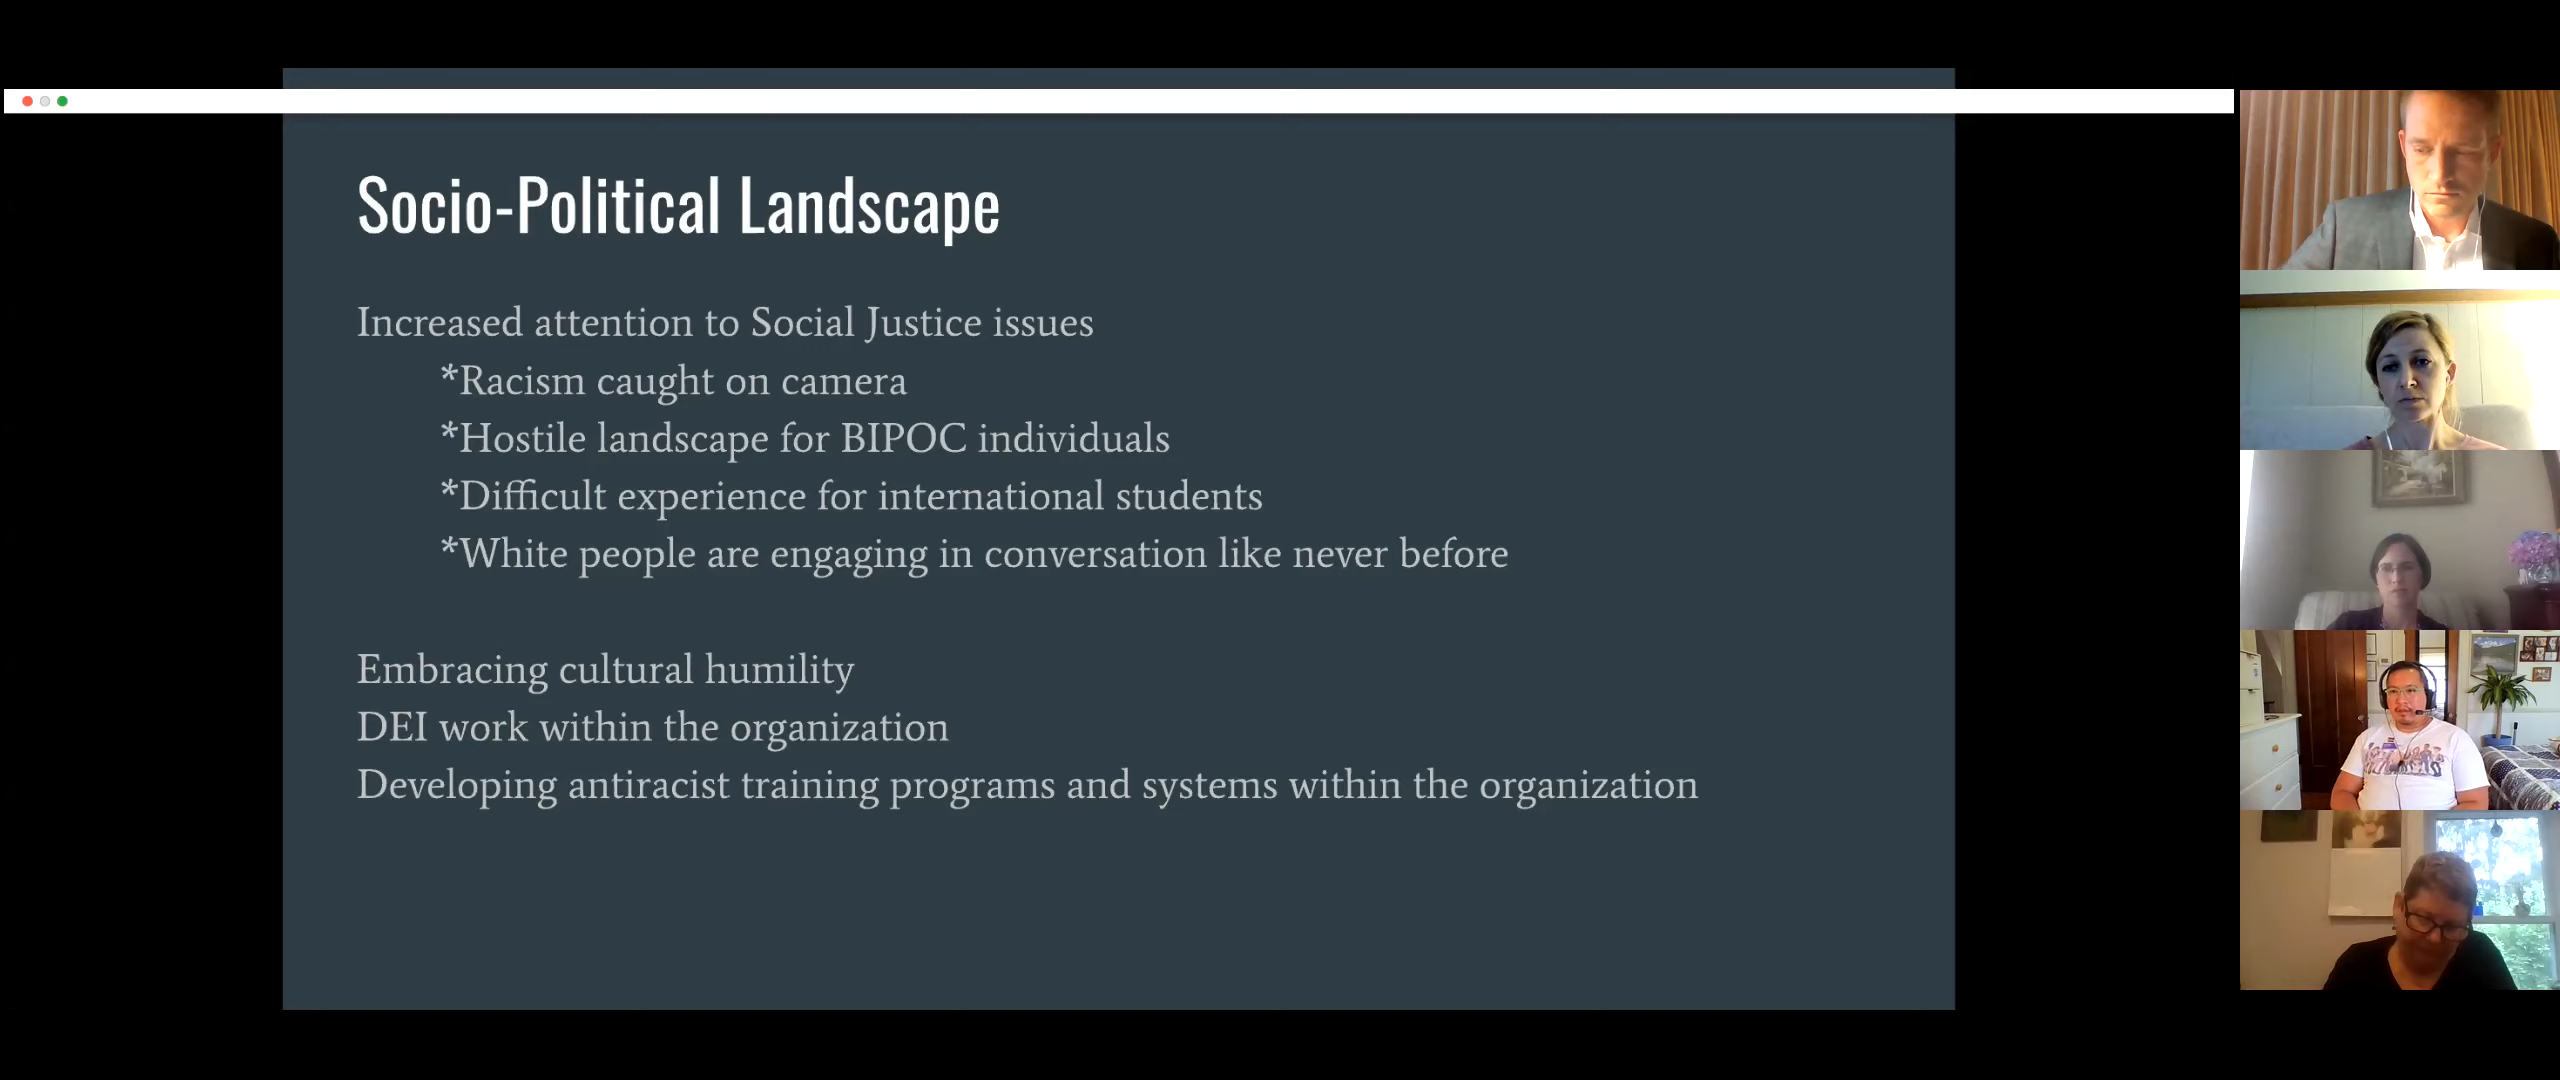 Socio-Political Landscape
Increased attention to Social Justice issues
*Racism caught on camera
*Hostile landscape for BIPOC individuals
*Difficult experience for international students
*White people are engaging in conversation like never before
Embracing cultural humility
DEI work within the organization
Developing antiracist training programs and systems within the organization